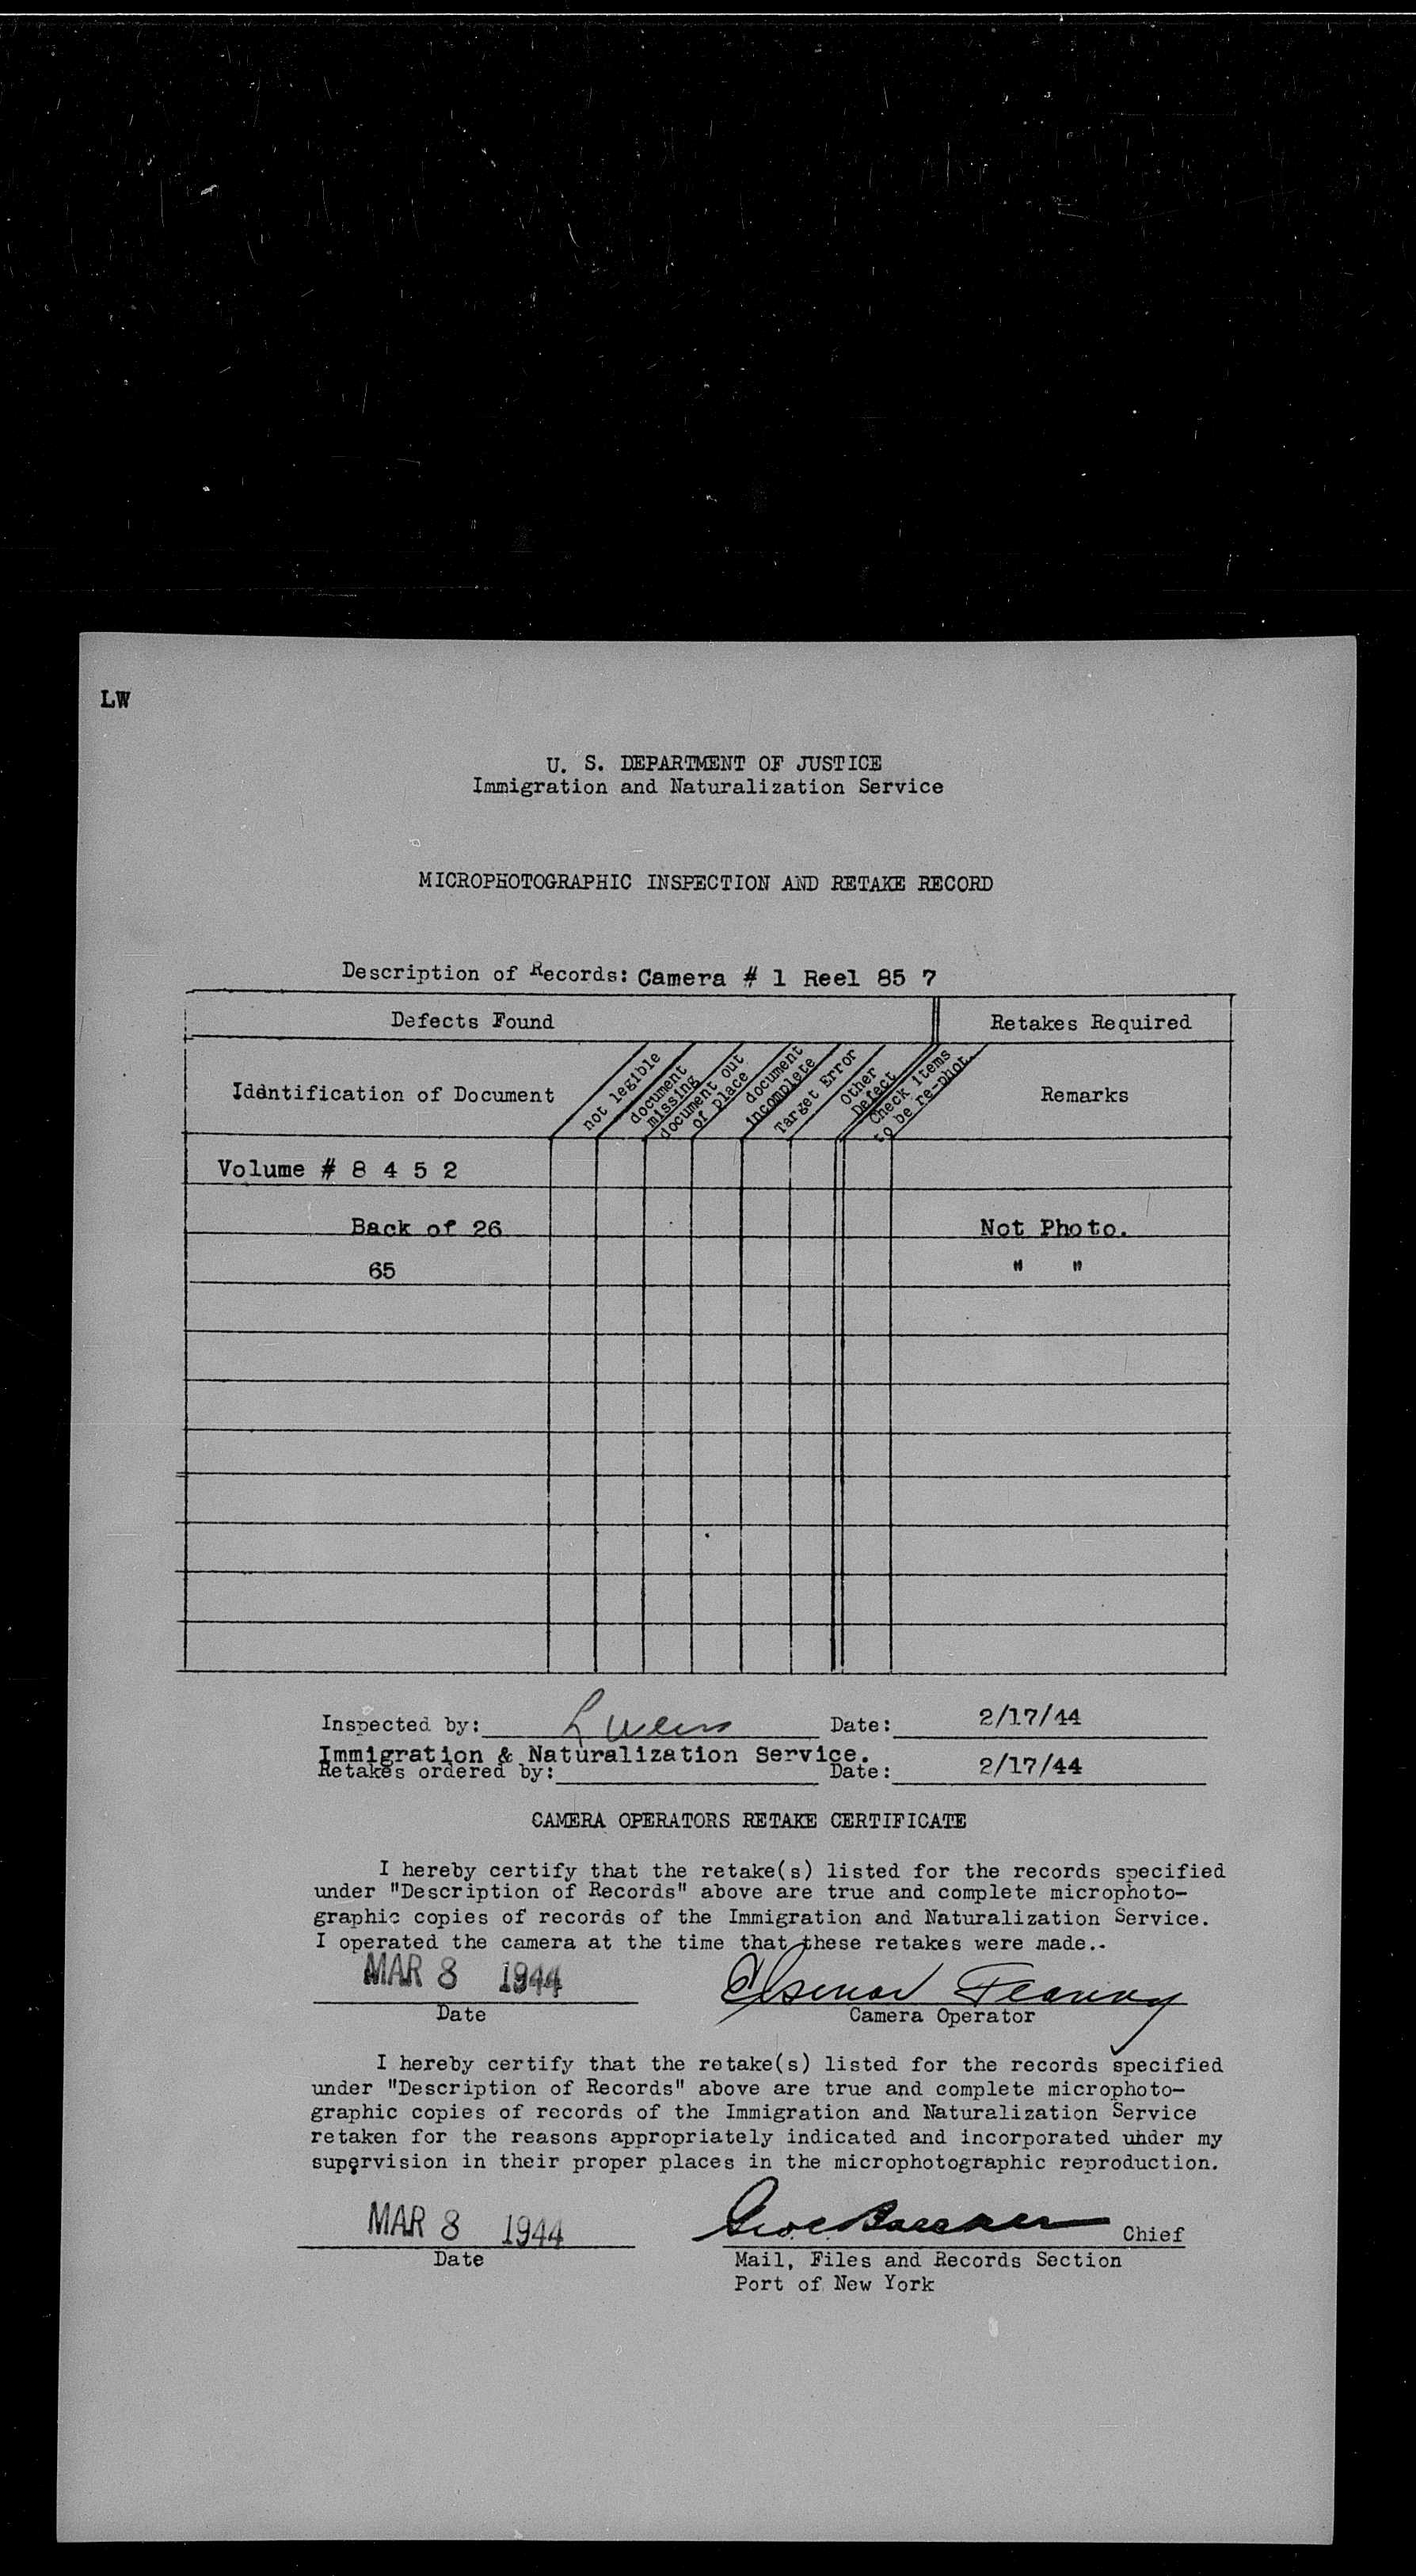 LW
U. S. DEPARTMENT OF JUSTICE
Immigration and Naturalization Service
MICROPHOTOGRAPHIC INSPECTION AND RETAKE RECORD
Description of Records: Camera # 1 Reel 85 7
Defects Found
Retakes Required
Identification of Document
not legible
document missing
document out of place
document incomplete
Target Error
Other Defect
Check items to be re-phot.
Remarks
Volume # 8 4 5 2
Back of 26 Not Photo.
65 " "
Inspected by: L Weiss Date: 2/17/44
Immigration & Naturalization Service.
Retakes ordered by: Date: 2/17/44
CAMERA OPERATORS RETAKE CERTIFICATE
I hereby certify that the retake(s) listed for the records specified
under "Description of Records" above are true and complete microphoto-
graphic copies of records of the Immigration and Naturalization Service.
I operated the camera at the time that these retakes were made..
MAR 8 1944
Date Camera Operator
I hereby certify that the retake(s) listed for the records specified
under "Description of Records" above are true and complete microphoto-
graphic copies of records of the Immigration and Naturalization Service
retaken for the reasons appropriately indicated and incorporated under my
supervision in their proper places in the microphotographic reproduction.
MAR 8 1944 Chief
Date Mail, Files and Records Section
Port of New York